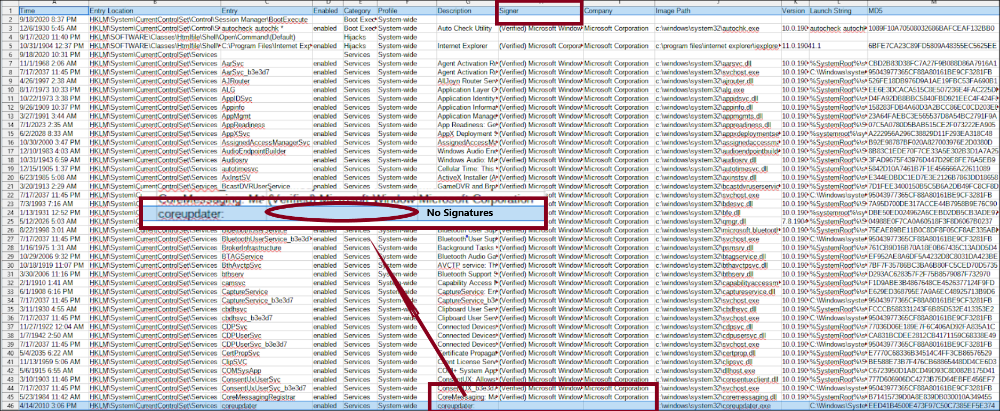 A B C D E F G H I J K L M
1 Time Entry Location Entry Enabled Category Profile Description Signer Company Image Path Version Launch String MD5
2 9/18/2020 8:37 PM HKLM\System\CurrentControlSet\Control\Session Manager\BootExecute Boot Exec System-wide
3 12/6/1930 5:45 AM HKLM\System\CurrentControlSet\Control\S autocheck autochk * enabled Boot Exec System-wide Auto Check Utility (Verified) Microsoft Window Microsoft Corporation c:\windows\system32\autochk.exe 10.0.190 autocheck autochl 1089F10A70508032686BAFCEAF132BB0
4 9/17/2020 11:40 PM HKLM\SOFTWARE\Classes\Htmlfile\Shell\Open\Command\(Default) Hijacks System-wide
5 10/31/1904 12:37 PM HKLM\SOFTWARE\Classes\Htmlfile\Shell\ C:\Program Files\Internet Exp enabled Hijacks System-wide Internet Explorer (Verified) Microsoft Corpora Microsoft Corporation c:\program files\internet explorer\iexplore 11.0.19041.1 6BFE7CA23C89FD5809A48355EC5625EE
6 9/18/2020 10:31 PM HKLM\System\CurrentControlSet\Services Services System-wide
7 11/1/1968 2:06 AM HKLM\System\CurrentControlSet\Services AarSvc enabled Services System-wide Agent Activation Ru (Verified) Microsoft Window Microsoft Corporation c:\windows\system32\aarsvc.dll 10.0.190 %SystemRoot%\s CBD2B83D38FC7A27F9B088D86A7916A1
8 7/17/2037 11:45 PM HKLM\System\CurrentControlSet\Services AarSvc_b3e3d7 enabled Services System-wide Agent Activation Ru (Verified) Microsoft Window Microsoft Corporation c:\windows\system32\svchost.exe 10.0.190 C:\Windows\syste 95043977365CF88A80161BE9CF3281FB
9 4/26/1997 2:38 AM HKLM\System\CurrentControlSet\Services AJRouter enabled Services System-wide AllJoyn Router Serv (Verified) Microsoft Window Microsoft Corporation c:\windows\system32\ajrouter.dll 10.0.190 %SystemRoot%\S 526FE18DB976D9A1AE19FBC53FA690B1
10 8/17/1973 10:33 PM HKLM\System\CurrentControlSet\Services ALG enabled Services System-wide Application Layer G (Verified) Microsoft Window Microsoft Corporation c:\windows\system32\alg.exe 10.0.190 %SystemRoot%\S EE6E3DCACA515C8E507236E4FAC225D
11 10/22/1973 3:38 PM HKLM\System\CurrentControlSet\Services AppIDSvc enabled Services System-wide Application Identity (Verified) Microsoft Window Microsoft Corporation c:\windows\system32\appidsvc.dll 10.0.190 %SystemRoot%\S D4FA92DB8BBC5840FBD921EEC4F424F
12 9/26/1909 10:37 PM HKLM\System\CurrentControlSet\Services Appinfo enabled Services System-wide Application Informa (Verified) Microsoft Window Microsoft Corporation c:\windows\system32\appinfo.dll 10.0.190 %SystemRoot%\s 158283FDB4A60D3A2BCC86EC0CD203E
13 3/27/1991 3:44 AM HKLM\System\CurrentControlSet\Services AppMgmt enabled Services System-wide Application Manage (Verified) Microsoft Window Microsoft Corporation c:\windows\system32\appmgmts.dll 10.0.190 %SystemRoot%\s 23A64FAEBC3E565537D8A54BC2791F9A
14 7/1/2023 2:35 AM HKLM\System\CurrentControlSet\Services AppReadiness enabled Services System-wide App Readiness: Ge (Verified) Microsoft Window Microsoft Corporation c:\windows\system32\appreadiness.dll 10.0.190 %SystemRoot%\S 07C5A0780D5BAB515CE2F073222EA905
15 6/2/2028 8:33 AM HKLM\System\CurrentControlSet\Services AppXSvc enabled Services System-wide AppX Deployment S (Verified) Microsoft Window Microsoft Corporation c:\windows\system32\appxdeploymentse 10.0.190 %systemroot%\sy A222956A296C38829D11F293EA318C48
16 10/30/2000 3:47 PM HKLM\System\CurrentControlSet\Services AssignedAccessManagerSvc enabled Services System-wide AssignedAccessMa (Verified) Microsoft Window Microsoft Corporation c:\windows\system32\assignedaccessma 10.0.190 %SystemRoot%\s B92E98787BF020A827003976E2D0380D
17 12/10/1983 4:03 AM HKLM\System\CurrentControlSet\Services AudioEndpointBuilder enabled Services System-wide Windows Audio En (Verified) Microsoft Window Microsoft Corporation c:\windows\system32\audioendpointbuild 10.0.190 %SystemRoot%\S 8B83C1EDE70F7CE33A5E302B3D1A7A25
18 10/31/1943 6:59 AM HKLM\System\CurrentControlSet\Services Audiosrv enabled Services System-wide Windows Audio: Ma (Verified) Microsoft Window Microsoft Corporation c:\windows\system32\audiosrv.dll 10.0.190 %SystemRoot%\S 3FAD9675F43976D447D29E8FE76A5EB9
19 12/15/1905 1:37 PM HKLM\System\CurrentControlSet\Services autotimesvc enabled Services System-wide Cellular Time: This (Verified) Microsoft Window Microsoft Corporation c:\windows\system32\autotimesvc.dll 10.0.190 %SystemRoot%\s 5842D10A7461B7F1E456666A22611089
20 6/23/1985 5:08 AM HKLM\System\CurrentControlSet\Services AxInstSV enabled Services System-wide ActiveX Installer (A (Verified) Microsoft Window Microsoft Corporation c:\windows\system32\axinstsv.dll 10.0.190 %SystemRoot%\s E344EDBDC1ED7E3E2126B7863DD18658
21 3/20/1913 2:29 AM HKLM\System\CurrentControlSet\Services BcastDVRUserService enabled Services System-wide GameDVR and Bro (Verified) Microsoft Window Microsoft Corporation c:\windows\system32\bcastdvruserservic 10.0.190 %SystemRoot%\s 7D1FEE3400150B5C5B6A2DB49FC8CF8D
22 7/17/2037 11:45 PM Microsoft Corporation c:\windows\system32\svchost.exe 10.0.190 C:\Windows\syste 95043977365CF88A80161BE9CF3281FB
23 7/3/1993 7:16 AM Microsoft Corporation c:\windows\system32\bdesvc.dll 10.0.190 %SystemRoot%\S 7A95D700DE317ACCE44B7958B9E76C90
CoreMessaging: Ma (Verified) Microsoft Window Microsoft Corporation
24 1/13/1931 12:52 PM Microsoft Corporation c:\windows\system32\bfe.dll 10.0.190 %systemroot%\sy DBE50ED024962A6CEBD2DB5CB3ADE97
coreupdater: No Signatures
25 5/12/2026 5:03 AM Microsoft Corporation c:\windows\system32\qmgr.dll 7.8.1904 %SystemRoot%\S 04988E0F7CA0A60518F3F8D6067B0237
26 8/22/1998 3:01 AM HKLM\System\CurrentControlSet\Services BluetoothUserService enabled Services System-wide Bluetooth User Sup (Verified) Microsoft Window Microsoft Corporation c:\windows\system32\microsoft.bluetooth 10.0.190 %SystemRoot%\s 75EAE89BE11B0C8DF8F05CF8AE335AB
27 7/17/2037 11:45 PM HKLM\System\CurrentControlSet\Services BluetoothUserService_b3e3d enabled Services System-wide Bluetooth User Sup (Verified) Microsoft Window Microsoft Corporation c:\windows\system32\svchost.exe 10.0.190 C:\Windows\syste 95043977365CF88A80161BE9CF3281FB
28 1/16/1975 1:31 AM HKLM\System\CurrentControlSet\Services BrokerInfrastructure enabled Services System-wide Background Tasks (Verified) Microsoft Window Microsoft Corporation c:\windows\system32\psmsrv.dll 10.0.190 %SystemRoot%\s 761CB9D16B70A18E0B67435C13ADD5D4
29 10/29/2006 9:32 PM HKLM\System\CurrentControlSet\Services BTAGService enabled Services System-wide Bluetooth Audio Ga (Verified) Microsoft Window Microsoft Corporation c:\windows\system32\btagservice.dll 10.0.190 %SystemRoot%\s EF952AE8A6DF5A4232D8C8031DA423BE
30 10/18/1919 11:07 PM HKLM\System\CurrentControlSet\Services BthAvctpSvc enabled Services System-wide AVCTP service: Th (Verified) Microsoft Window Microsoft Corporation c:\windows\system32\bthavctpsvc.dll 10.0.190 %SystemRoot%\s 7BF7F35786BC3BA6B80FC5CED70D5735
31 3/30/2006 11:16 PM HKLM\System\CurrentControlSet\Services bthserv enabled Services System-wide Bluetooth Support S (Verified) Microsoft Window Microsoft Corporation c:\windows\system32\bthserv.dll 10.0.190 %SystemRoot%\s D293AC628357F2F75B8579087F732970
32 2/1/1910 1:41 AM HKLM\System\CurrentControlSet\Services camsvc enabled Services System-wide Capability Access (Verified) Microsoft Window Microsoft Corporation c:\windows\system32\capabilityaccessm 10.0.190 %SystemRoot%\s F1D9ABE3B4867648CE4526377124F9FD
33 6/1/1908 6:16 PM HKLM\System\CurrentControlSet\Services CaptureService enabled Services System-wide CaptureService: En (Verified) Microsoft Window Microsoft Corporation c:\windows\system32\captureservice.dll 10.0.190 %SystemRoot%\s E629ED368795E7A9A6EC48925713B9D6
34 7/17/2037 11:45 PM HKLM\System\CurrentControlSet\Services CaptureService_b3e3d7 enabled Services System-wide CaptureService_b3 (Verified) Microsoft Window Microsoft Corporation c:\windows\system32\svchost.exe 10.0.190 C:\Windows\syste 95043977365CF88A80161BE9CF3281FB
35 3/11/1930 4:55 AM HKLM\System\CurrentControlSet\Services cbdhsvc enabled Services System-wide Clipboard User Serv (Verified) Microsoft Window Microsoft Corporation c:\windows\system32\cbdhsvc.dll 10.0.190 %SystemRoot%\s FCCCB588331243F6B85D532E413353E2
36 7/17/2037 11:45 PM HKLM\System\CurrentControlSet\Services cbdhsvc_b3e3d7 enabled Services System-wide Clipboard User Serv (Verified) Microsoft Window Microsoft Corporation c:\windows\system32\svchost.exe 10.0.190 C:\Windows\syste 95043977365CF88A80161BE9CF3281FB
37 11/27/1922 12:04 AM HKLM\System\CurrentControlSet\Services CDPSvc enabled Services System-wide Connected Devices (Verified) Microsoft Window Microsoft Corporation c:\windows\system32\cdpsvc.dll 10.0.190 %SystemRoot%\s 77036D06E189E7F6C406AD92FA835A1C
38 1/7/1942 2:50 AM HKLM\System\CurrentControlSet\Services CDPUserSvc enabled Services System-wide Connected Devices (Verified) Microsoft Window Microsoft Corporation c:\windows\system32\cdpusersvc.dll 10.0.190 %SystemRoot%\s CA831BCDEE2812CB4171159C68338E49
39 7/17/2037 11:45 PM HKLM\System\CurrentControlSet\Services CDPUserSvc_b3e3d7 enabled Services System-wide Connected Devices (Verified) Microsoft Window Microsoft Corporation c:\windows\system32\svchost.exe 10.0.190 C:\Windows\syste 95043977365CF88A80161BE9CF3281FB
40 5/4/2035 6:22 AM HKLM\System\CurrentControlSet\Services CertPropSvc enabled Services System-wide Certificate Propaga (Verified) Microsoft Window Microsoft Corporation c:\windows\system32\certprop.dll 10.0.190 %SystemRoot%\s E7770C68336B34514C4FF3CB86576529
41 11/13/1959 5:06 AM HKLM\System\CurrentControlSet\Services ClipSVC enabled Services System-wide Client License Serv (Verified) Microsoft Window Microsoft Corporation c:\windows\system32\clipsvc.dll 10.0.190 %SystemRoot%\S BE588E73B7F476CB68865448DD4CE6D3
42 5/6/1915 6:55 AM HKLM\System\CurrentControlSet\Services COMSysApp enabled Services System-wide COM+ System App (Verified) Microsoft Window Microsoft Corporation c:\windows\system32\dllhost.exe 10.0.190 %SystemRoot%\s C6723950D1A8CD49D93C8D082B175D41
43 3/10/1903 11:46 PM HKLM\System\CurrentControlSet\Services ConsentUxUserSvc enabled Services System-wide ConsentUX: Allows (Verified) Microsoft Window Microsoft Corporation c:\windows\system32\consentuxclient.dll 10.0.190 %SystemRoot%\s 777D606906DC4273B75D64EBFE456EF7
44 7/17/2037 11:45 PM HKLM\System\CurrentControlSet\Services ConsentUxUserSvc_b3e3d7 enabled Services System-wide ConsentUX_b3e3d (Verified) Microsoft Window Microsoft Corporation c:\windows\system32\svchost.exe 10.0.190 C:\Windows\syste 95043977365CF88A80161BE9CF3281FB
45 5/23/1984 11:42 AM HKLM\System\CurrentControlSet\Services CoreMessagingRegistrar enabled Services System-wide CoreMessaging: Ma (Verified) Microsoft Window Microsoft Corporation c:\windows\system32\coremessaging.dll 10.0.190 %SystemRoot%\s B71415739D0A8E839DB030010A349455
46 4/14/2010 3:06 PM HKLM\System\CurrentControlSet\Services coreupdater enabled Services System-wide coreupdater: c:\windows\system32\coreupdater.exe C:\Windows\Syste EED41B4500E473F97C50C7385EF5E374